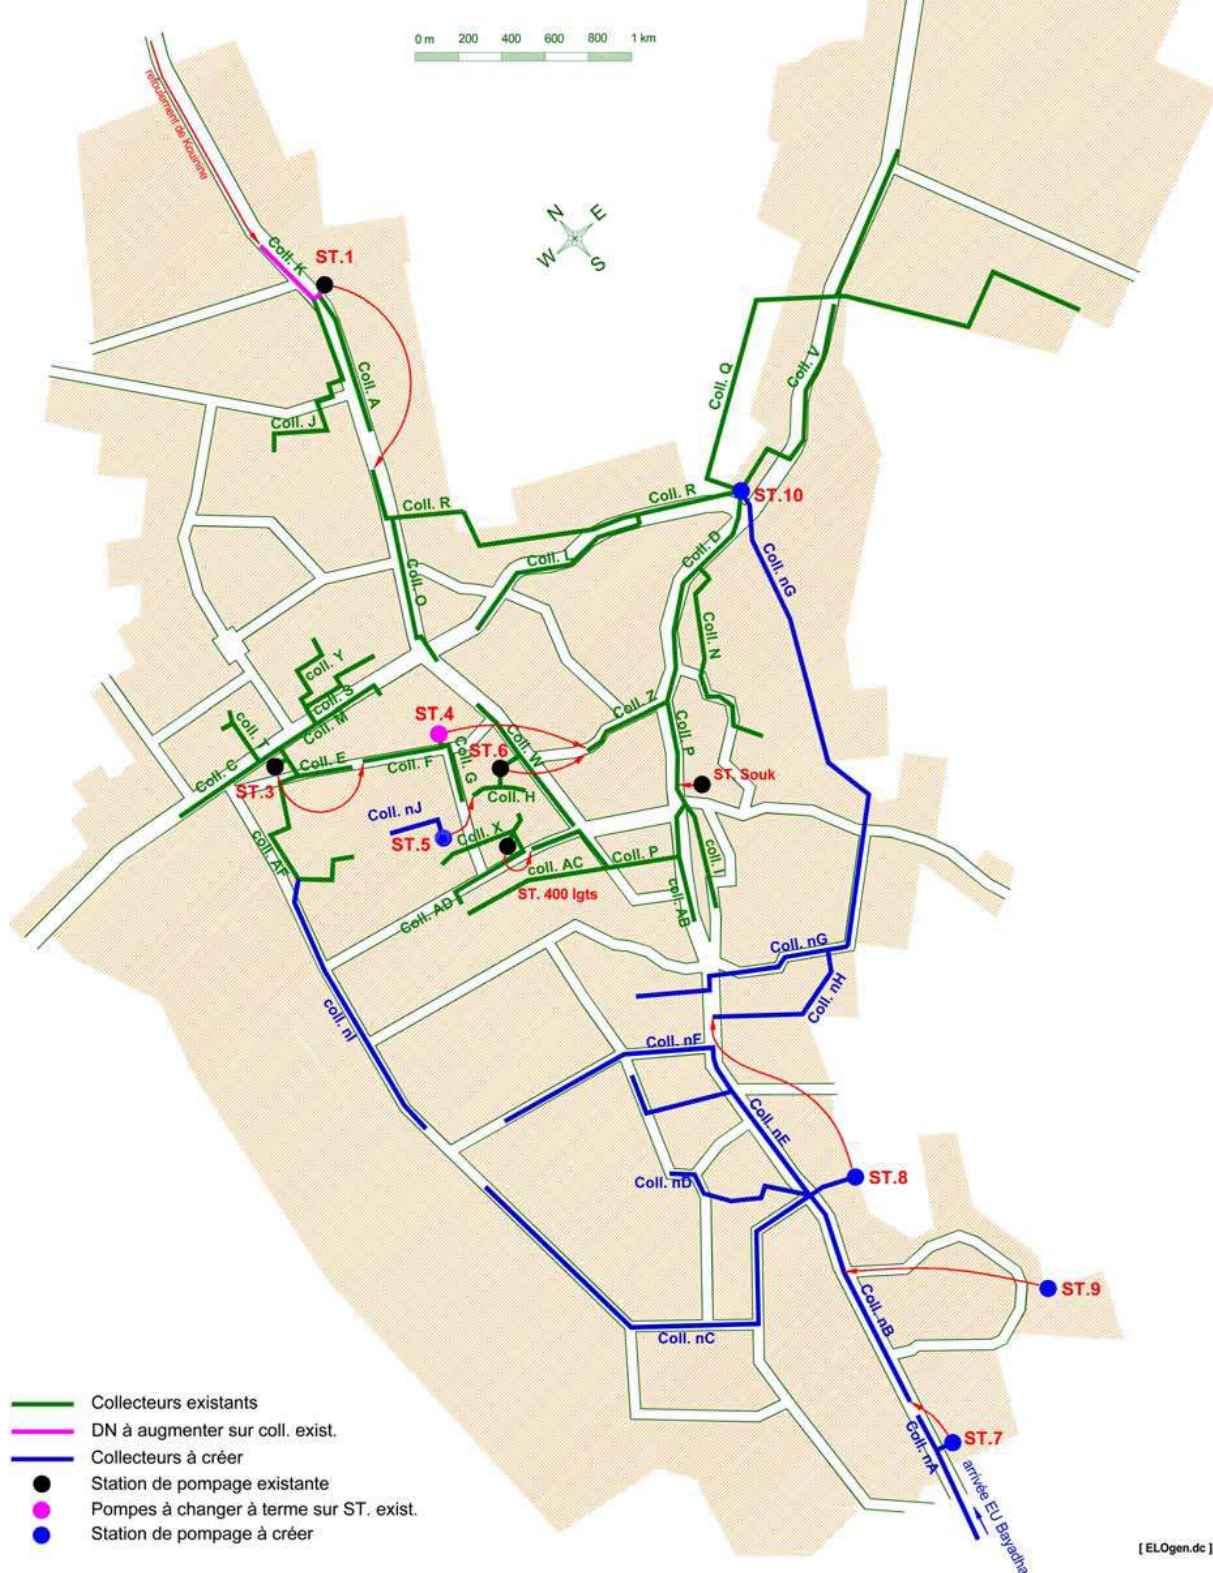 0 m 200 400 600 800 1 km
refoulement de Kouinine
N E
W S
Coll. K
ST.1
Coll. A
Coll. J
Coll. Q
Coll. V
Coll. R
Coll. R
ST.10
Coll. L
Coll. D
Coll. O
Coll. nG
Coll. N
coll. Y
coll. S
Coll. M
coll. T
Coll. Z
ST.4
Coll. W
Coll. P
Coll. E
Coll. F
Coll. G
ST.6
ST. Souk
Coll. C
ST.3
Coll. H
Coll. nJ
ST.5
Coll. X
coll. AF
coll. AC
Coll. P
coll. I
ST. 400 lgts
Coll. AD
coll. AB
Coll. nG
Coll. nH
coll. nI
Coll. nF
Coll. nE
Coll. nD
ST.8
ST.9
Coll. nB
Coll. nC
ST.7
Coll. nA
arrivée EU Bayadha
Collecteurs existants
DN à augmenter sur coll. exist.
Collecteurs à créer
Station de pompage existante
Pompes à changer à terme sur ST. exist.
Station de pompage à créer
[ ELOgen.dc ]